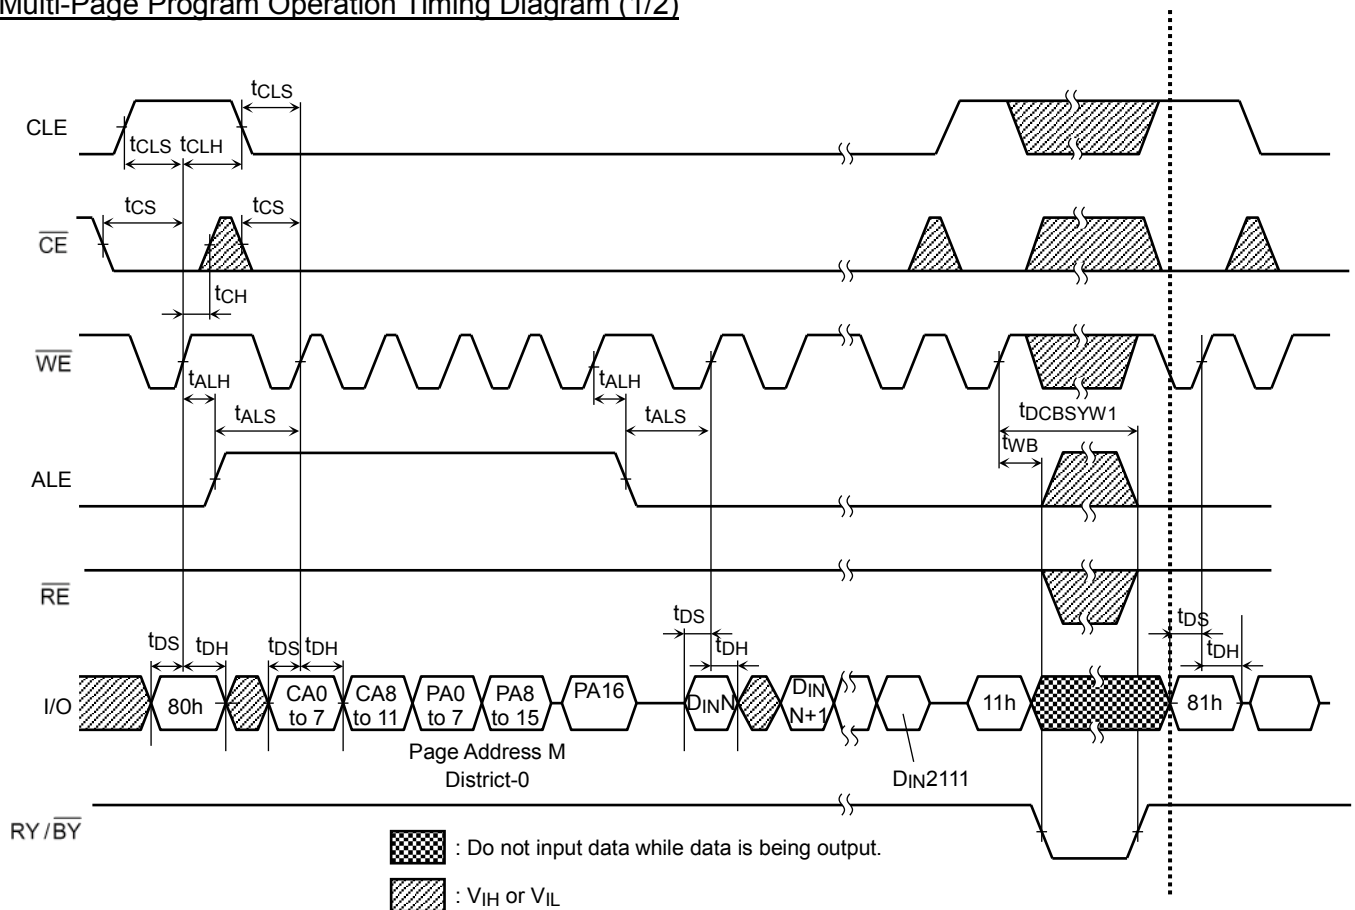 Multi-Page Program Operation Timing Diagram (1/2)
tCLS
CLE
tCLS tCLH
tCS tCS
CE
tCH
WE
tALH tALH
tALS tALS tDCBSYW1
tWB
ALE
RE
tDS tDH tDS tDH tDS tDH tDS tDH
I/O
80h
CA0 to 7
CA8 to 11
PA0 to 7
PA8 to 15
PA16
DINN
DIN N+1
11h
81h
Page Address M
District-0
DIN2111
RY/BY
: Do not input data while data is being output.
: VIH or VIL